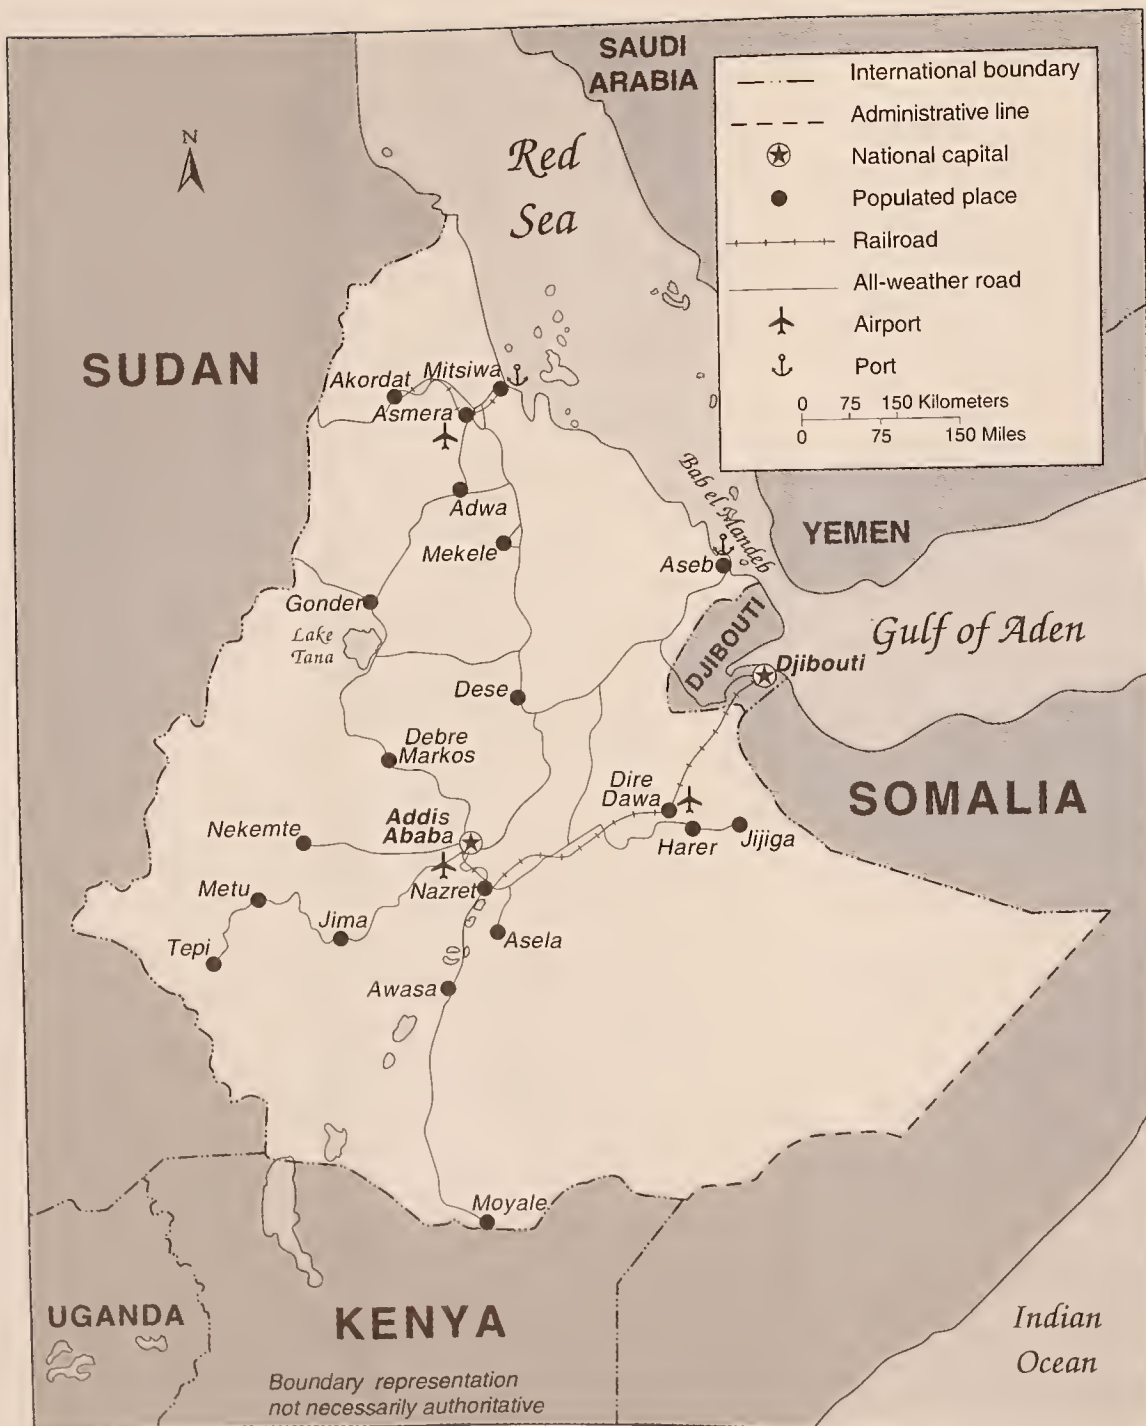 SAUDI
ARABIA
International boundary
Administrative line
National capital
Populated place
Railroad
All-weather road
Airport
Port
0 75 150 Kilometers
0 75 150 Miles
N
Red
Sea
SUDAN
Akordat
Mitsiwa
Asmera
Adwa
Mekele
Bab el Mandeb
YEMEN
Aseb
Gonder
Lake
Tana
DJIBOUTI
Djibouti
Gulf of Aden
Dese
Debre
Markos
Dire
Dawa
SOMALIA
Addis
Ababa
Nekemte
Harer
Jijiga
Metu
Nazret
Jima
Asela
Tepi
Awasa
Moyale
UGANDA
KENYA
Indian
Ocean
Boundary representation
not necessarily authoritative